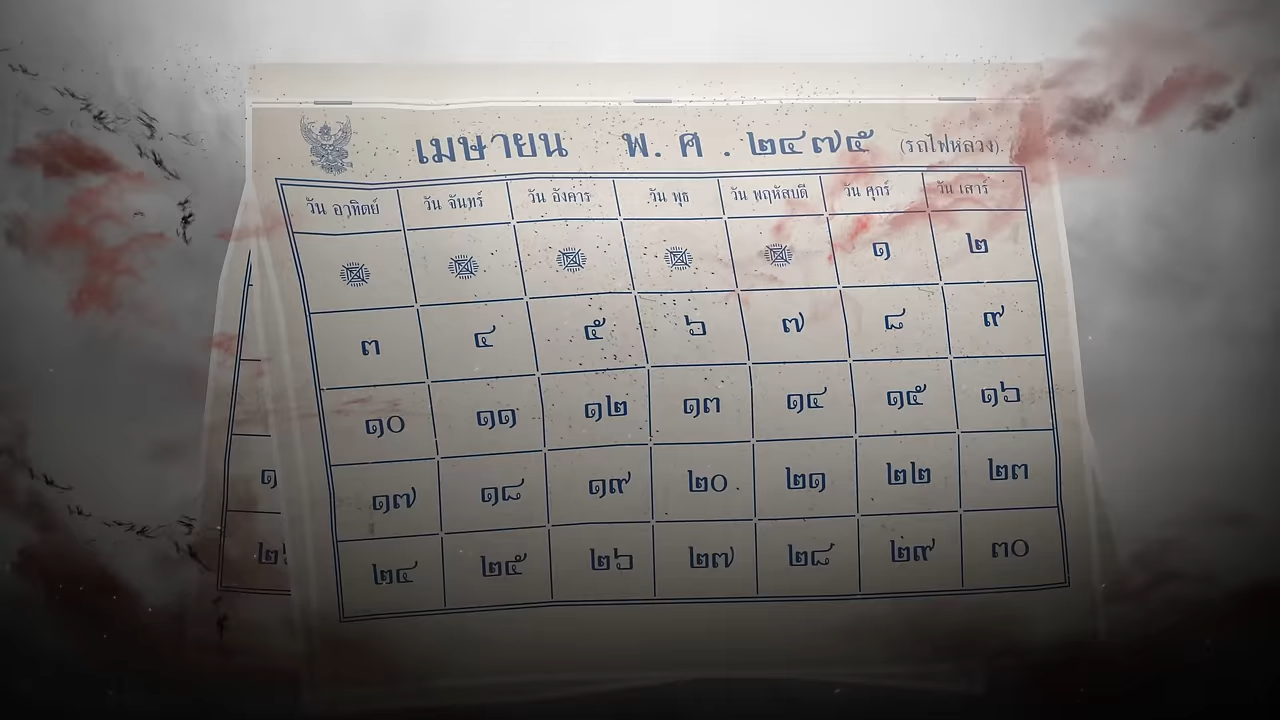 เมษายน พ.ศ.๒๔๗๕ (รถไฟหลวง).
วัน อาทิตย์ วัน จันทร์ วัน อังคาร วัน พุธ วัน พฤหัสบดี วัน ศุกร์ วัน เสาร์
๑ ๒
๓ ๔ ๕ ๖ ๗ ๘ ๙
๑๐ ๑๑ ๑๒ ๑๓ ๑๔ ๑๕ ๑๖
๑๗ ๑๘ ๑๙ ๒๐ ๒๑ ๒๒ ๒๓
๒๔ ๒๕ ๒๖ ๒๗ ๒๘ ๒๙ ๓๐